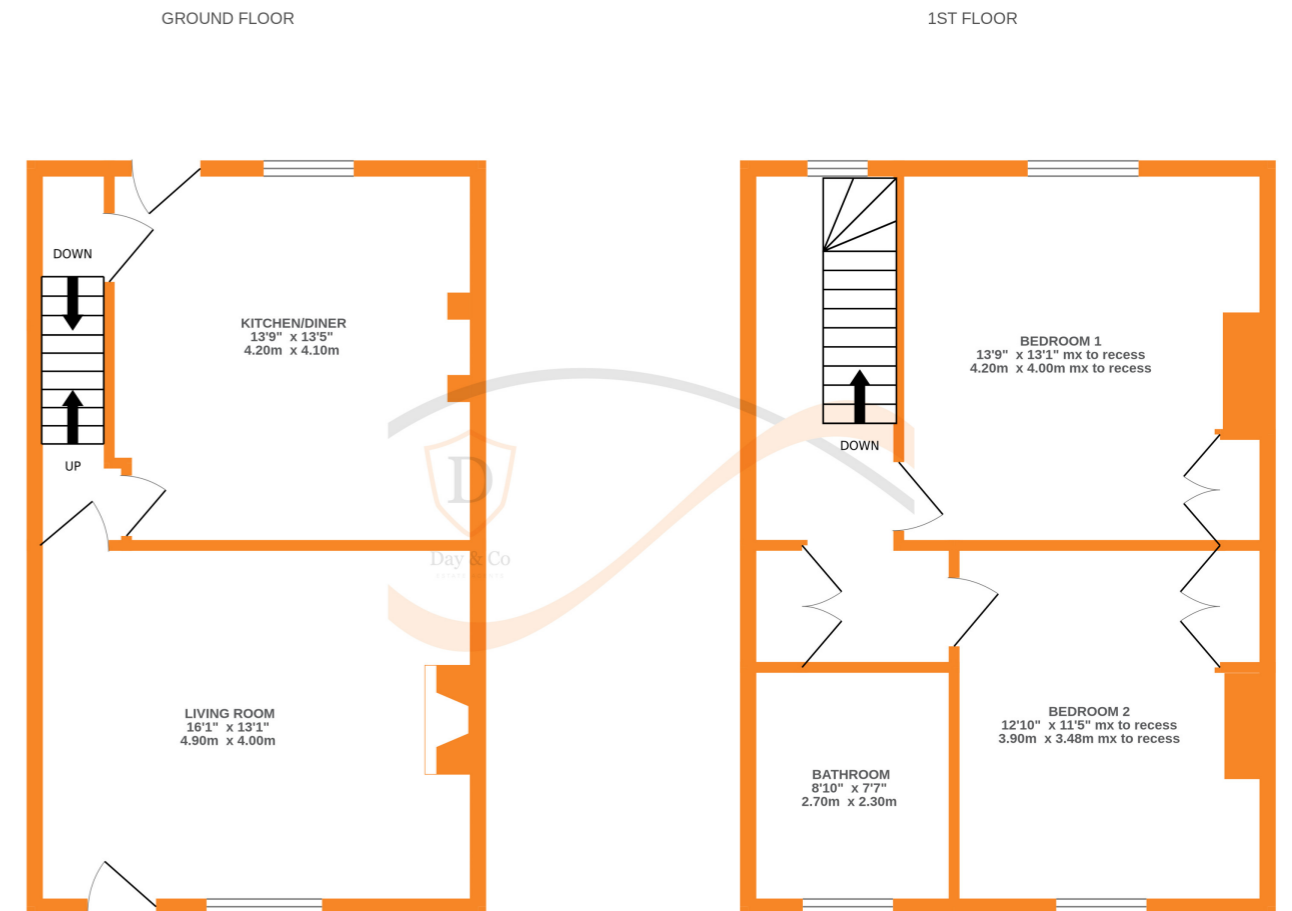 GROUND FLOOR
1ST FLOOR
DOWN
UP
KITCHEN/DINER
13'9" x 13'5"
4.20m x 4.10m
LIVING ROOM
16'1" x 13'1"
4.90m x 4.00m
D
Day & Co
DOWN
BEDROOM 1
13'9" x 13'1" mx to recess
4.20m x 4.00m mx to recess
BEDROOM 2
12'10" x 11'5" mx to recess
3.90m x 3.48m mx to recess
BATHROOM
8'10" x 7'7"
2.70m x 2.30m